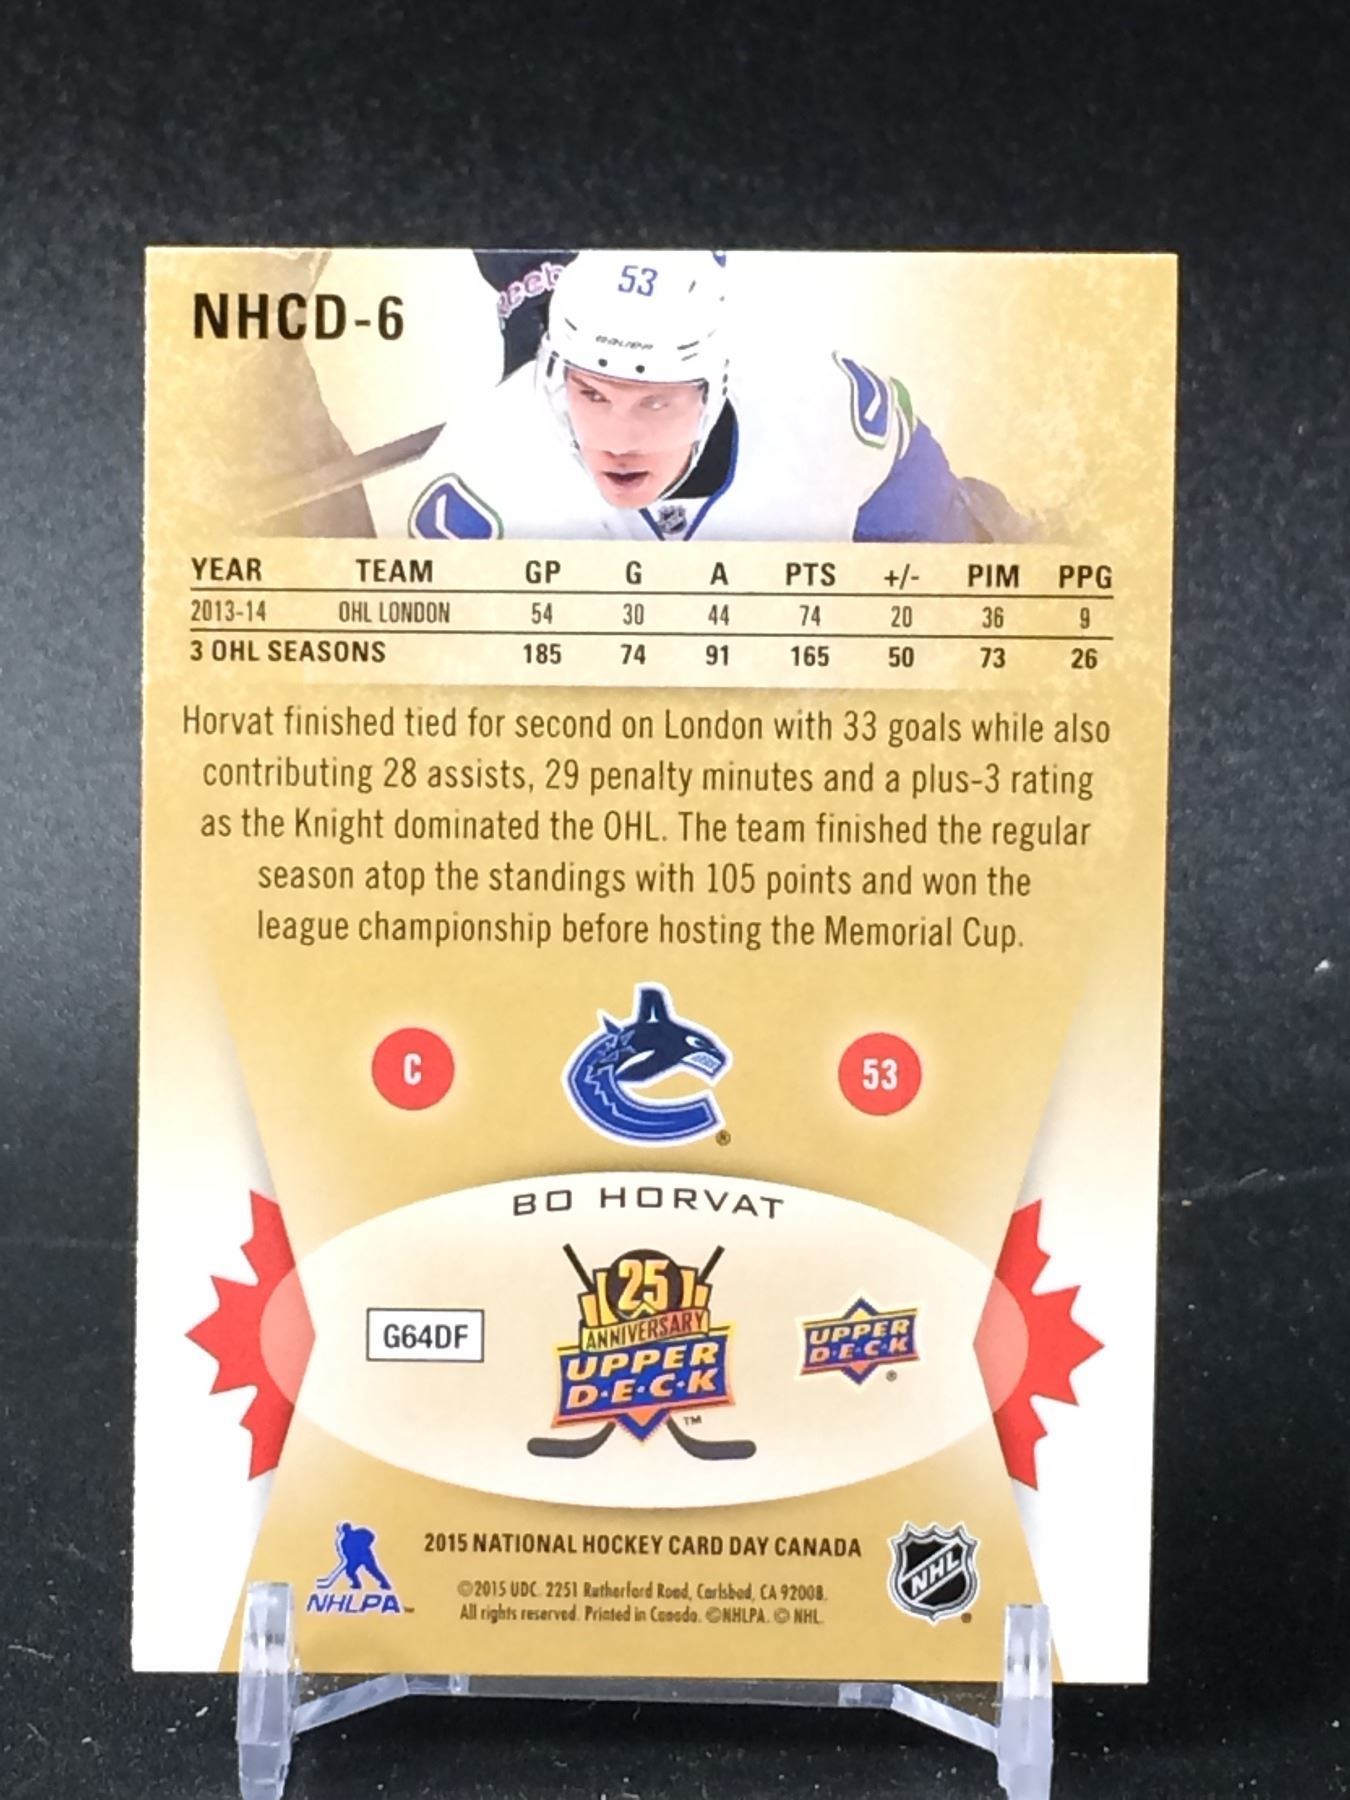 53
Reebok
BAUER
NHCD-6
YEAR TEAM GP G A PTS +/- PIM PPG
2013-14 OHL LONDON 54 30 44 74 20 36 9
3 OHL SEASONS 185 74 91 165 50 73 26
Horvat finished tied for second on London with 33 goals while also
contributing 28 assists, 29 penalty minutes and a plus-3 rating
as the Knight dominated the OHL. The team finished the regular
season atop the standings with 105 points and won the
league championship before hosting the Memorial Cup.
C 53
®
BO HORVAT
25
ANNIVERSARY
UPPER
D·E·C·K
™
G64DF
UPPER
D·E·C·K
®
2015 NATIONAL HOCKEY CARD DAY CANADA
©2015 UDC. 2251 Rutherford Road, Carlsbad, CA 92008.
All rights reserved. Printed in Canada. ©NHLPA. © NHL.
NHLPA™
NHL
®